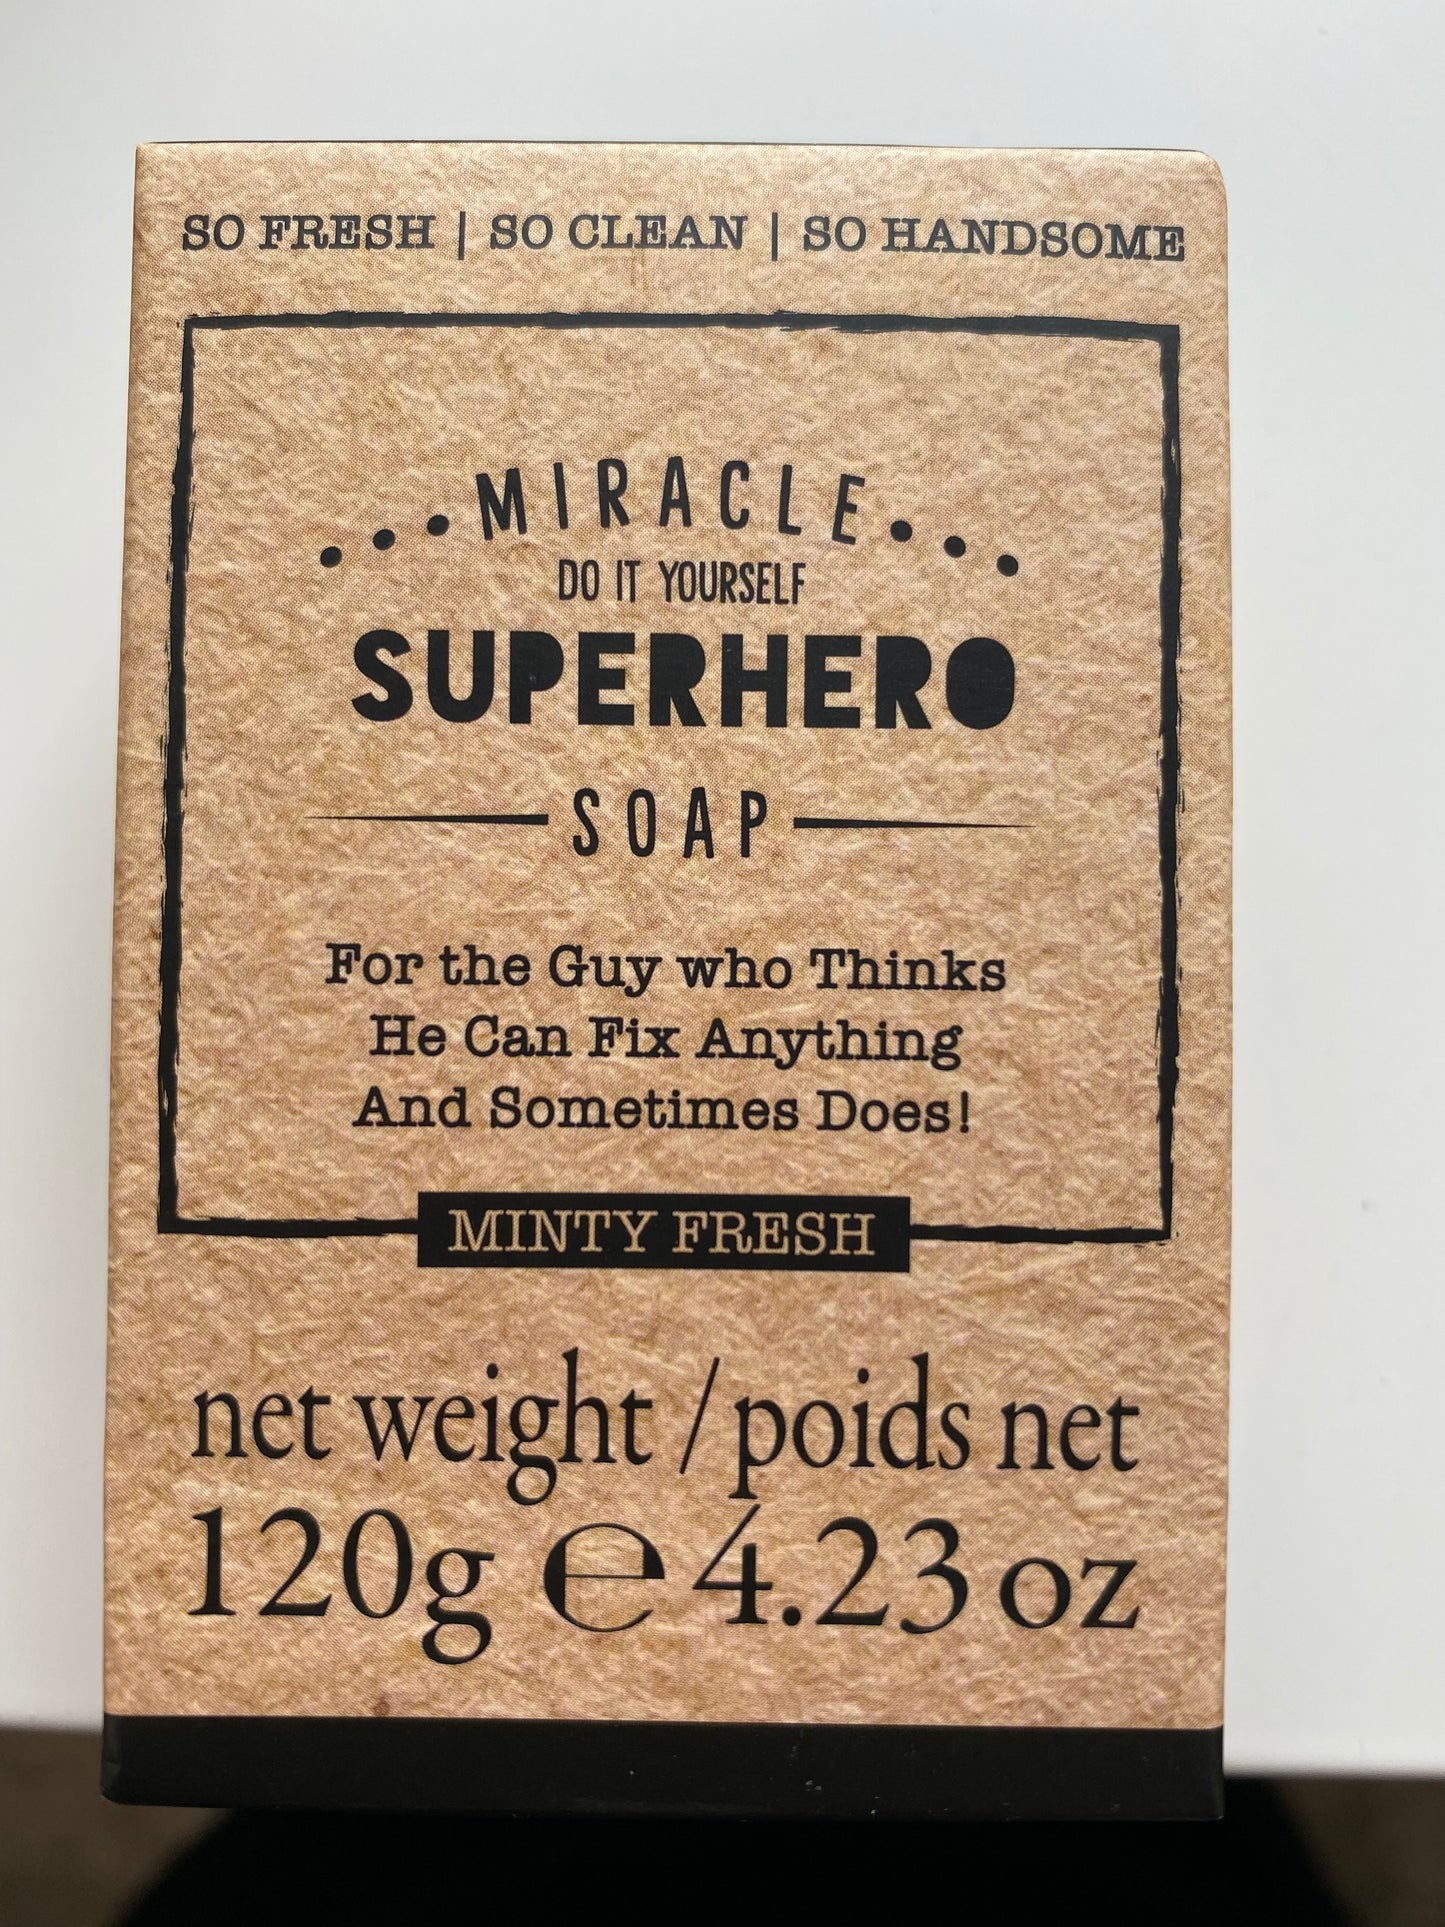 SO FRESH | SO CLEAN | SO HANDSOME
...MIRACLE...
DO IT YOURSELF
SUPERHERO
SOAP
For the Guy who Thinks
He Can Fix Anything
And Sometimes Does!
MINTY FRESH
net weight / poids net
120g ℮ 4.23 oz